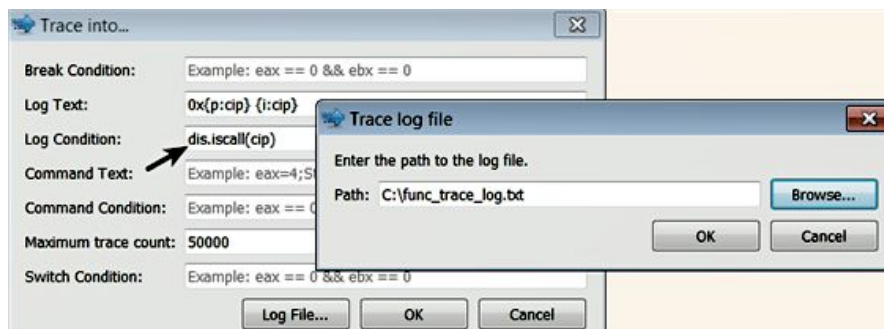 Trace into...
Break Condition: Example: eax == 0 && ebx == 0
Log Text: 0x{p:cip} {i:cip}
Log Condition: dis.iscall(cip)
Command Text: Example: eax=4;St
Command Condition: Example: eax == 0
Maximum trace count: 50000
Switch Condition: Example: eax == 0 && ebx == 0
Log File... OK Cancel
Trace log file
Enter the path to the log file.
Path: C:\func_trace_log.txt Browse...
OK Cancel